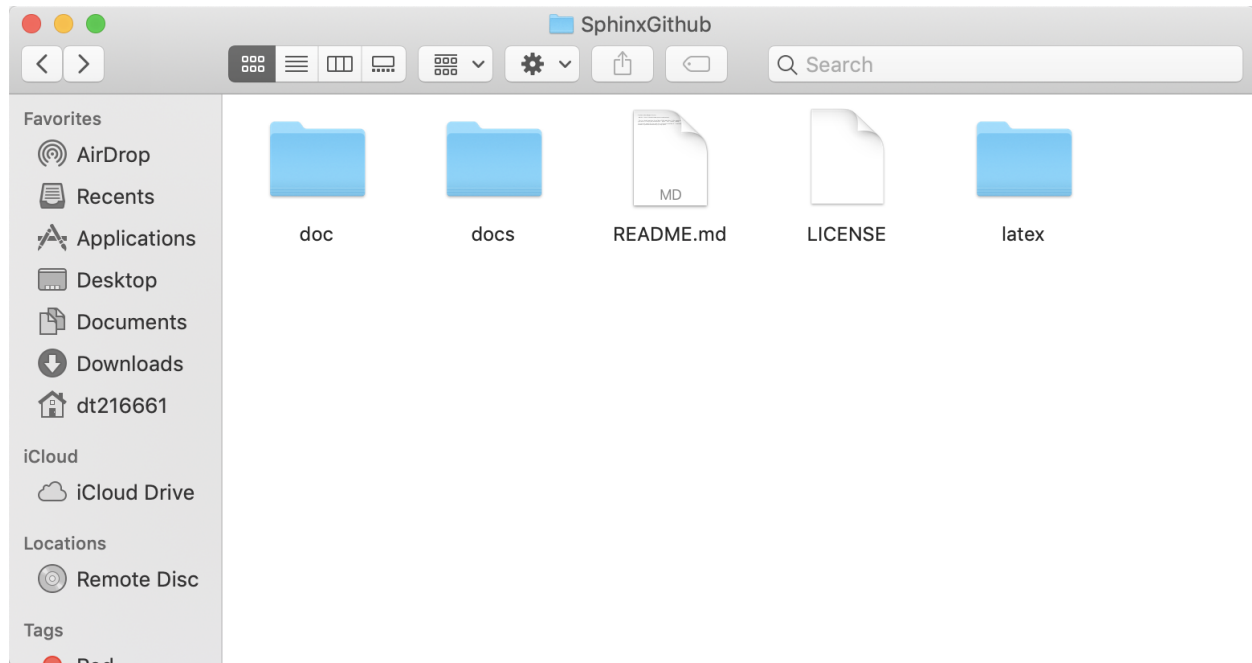 SphinxGithub
Search
Favorites
AirDrop
Recents
Applications
Desktop
Documents
Downloads
dt216661
iCloud
iCloud Drive
Locations
Remote Disc
Tags
Red
MD
doc
docs
README.md
LICENSE
latex